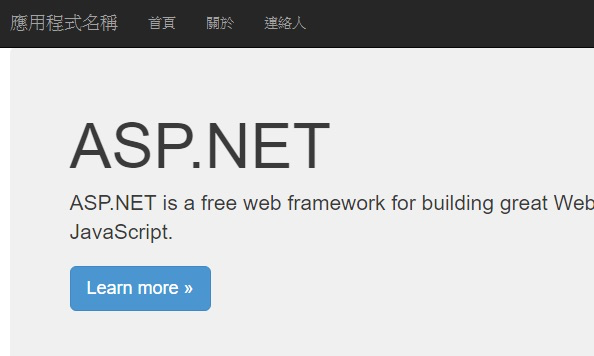 應用程式名稱 首頁 關於 連絡人
ASP.NET
ASP.NET is a free web framework for building great Web
JavaScript.
Learn more »